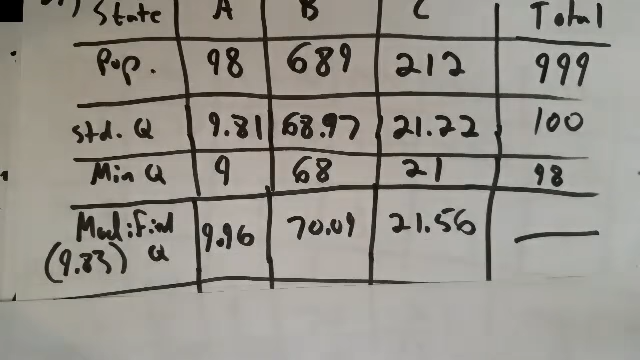 State A B C Total
Pop. 98 689 212 999
std. Q 9.81 68.97 21.22 100
Min Q 9 68 21 98
Modified 9.96 70.09 21.56 —
(9.83) Q